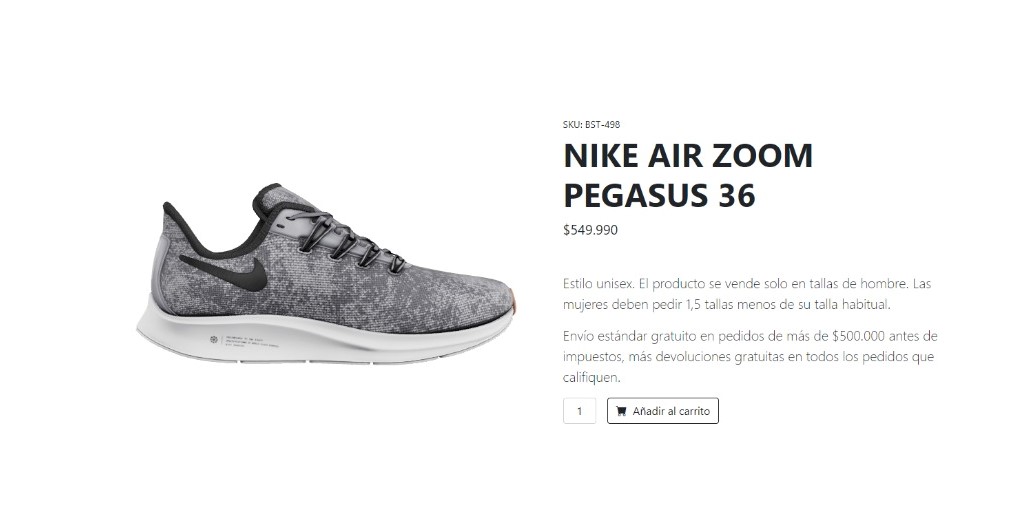 SKU: BST-498
NIKE AIR ZOOM
PEGASUS 36
$549.990
Estilo unisex. El producto se vende solo en tallas de hombre. Las
mujeres deben pedir 1,5 tallas menos de su talla habitual.
Envío estándar gratuito en pedidos de más de $500.000 antes de
impuestos, más devoluciones gratuitas en todos los pedidos que
califiquen.
1
Añadir al carrito